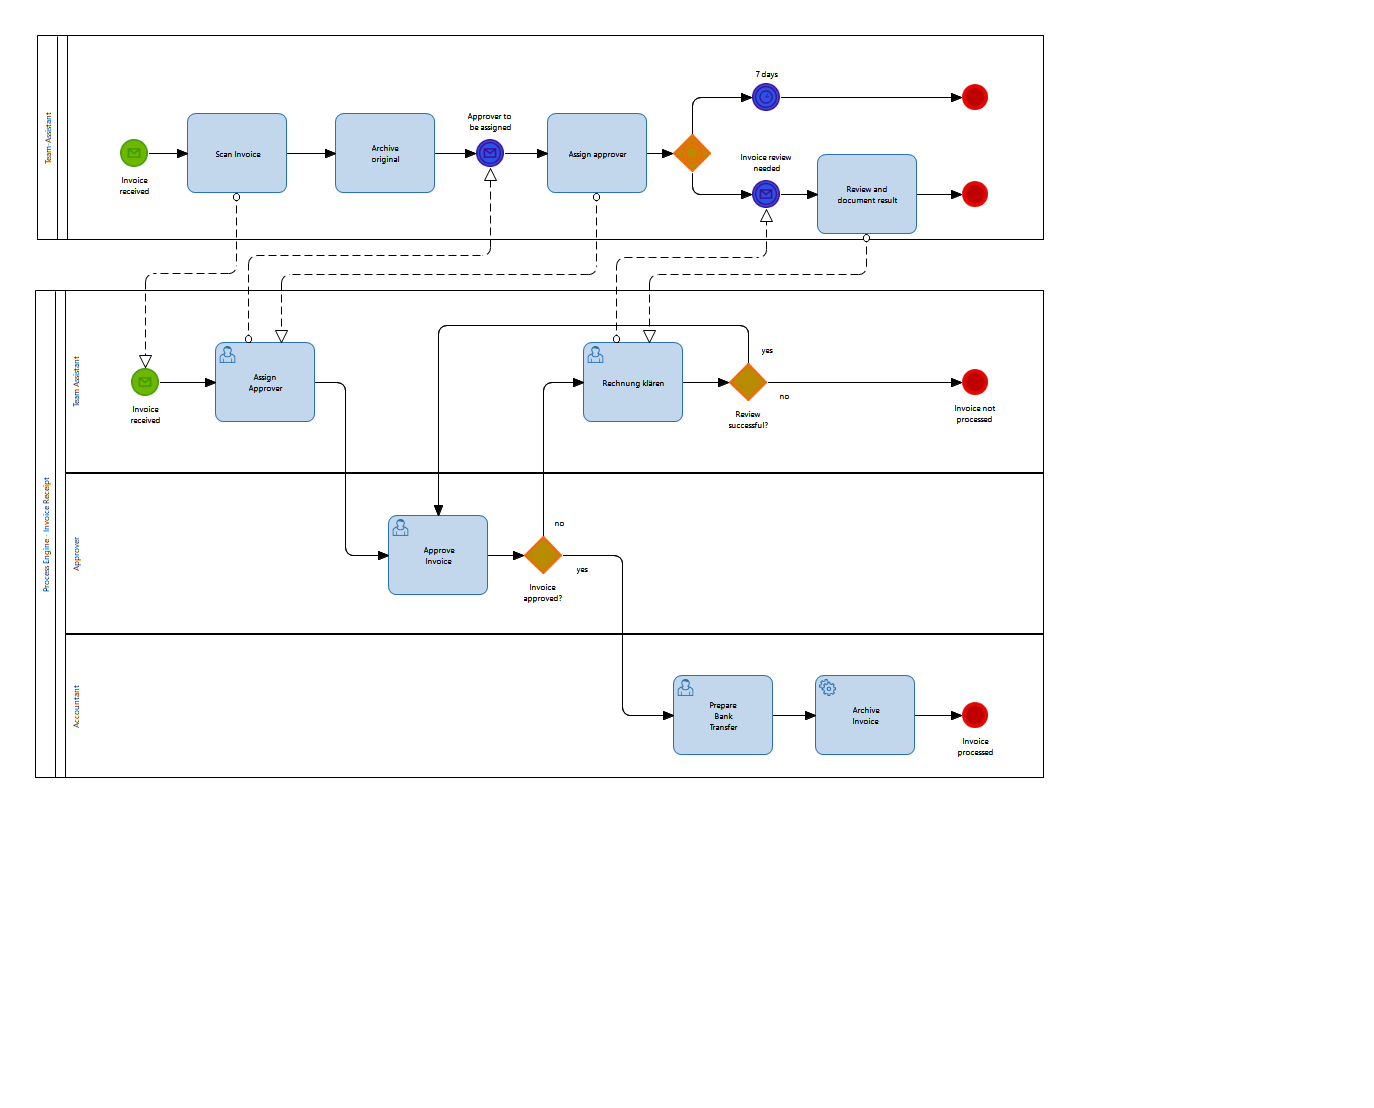 Team-Assistant
7 days
Approver to
be assigned
Scan Invoice
Archive
original
Assign approver
Invoice review
needed
Invoice
received
Review and
document result
Process Engine - Invoice Receipt
Team Assistant
yes
Assign
Approver
Rechnung klären
no
Invoice
received
Review
successful?
Invoice not
processed
Approver
no
Approve
Invoice
yes
Invoice
approved?
Accountant
Prepare
Bank
Transfer
Archive
Invoice
Invoice
processed